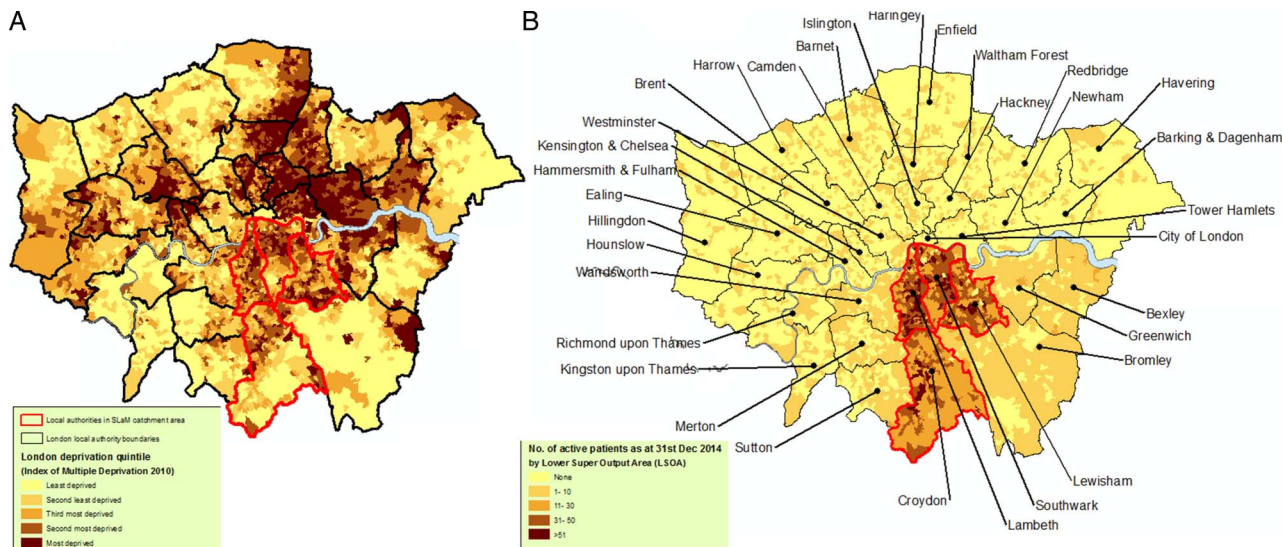 A
Local authorities in SLaM catchment area
London local authority boundaries
London deprivation quintile
(Index of Multiple Deprivation 2010)
Least deprived
Second least deprived
Third most deprived
Second most deprived
Most deprived
B
Haringey
Islington
Enfield
Barnet
Waltham Forest
Harrow
Camden
Redbridge
Brent
Hackney
Newham
Havering
Westminster
Barking & Dagenham
Kensington & Chelsea
Hammersmith & Fulham
Ealing
Tower Hamlets
Hillingdon
City of London
Hounslow
Wandsworth
Bexley
Richmond upon Thames
Greenwich
Bromley
Kingston upon Thames
Merton
Sutton
Lewisham
Croydon
Southwark
Lambeth
No. of active patients as at 31st Dec 2014
by Lower Super Output Area (LSOA)
None
1- 10
11- 30
31- 50
>51